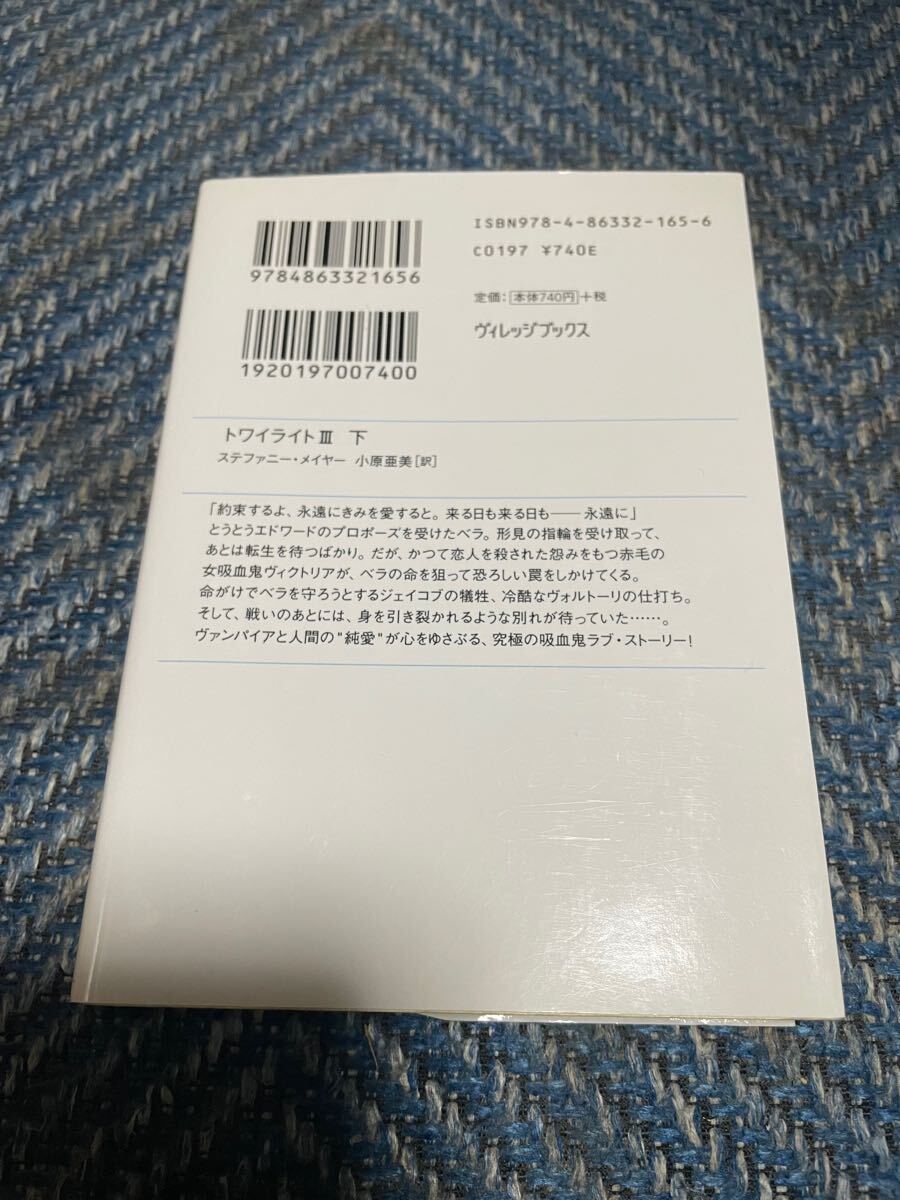 ISBN978-4-86332-165-6
C0197 ¥740E
9784863321656
定価：本体740円+税
ヴィレッジブックス
1920197007400
トワイライトⅢ 下
ステファニー・メイヤー 小原亜美[訳]
「約束するよ、永遠にきみを愛すると。来る日も来る日も――永遠に」
とうとうエドワードのプロポーズを受けたベラ。形見の指輪を受け取って、
あとは転生を待つばかり。だが、かつて恋人を殺された怨みをもつ赤毛の
女吸血鬼ヴィクトリアが、ベラの命を狙って恐ろしい罠をしかけてくる。
命がけでベラを守ろうとするジェイコブの犠牲、冷酷なヴォルトーリの仕打ち。
そして、戦いのあとには、身を引き裂かれるような別れが待っていた……。
ヴァンパイアと人間の"純愛"が心をゆさぶる、究極の吸血鬼ラブ・ストーリー！